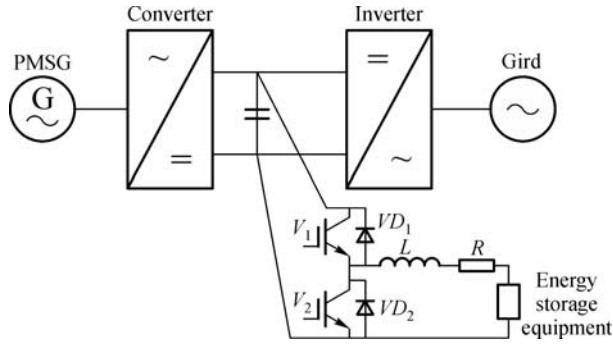 Converter
Inverter
PMSG
Gird
G
~
=
=
~
~
~
V1
VD1
L
R
V2
VD2
Energy
storage
equipment